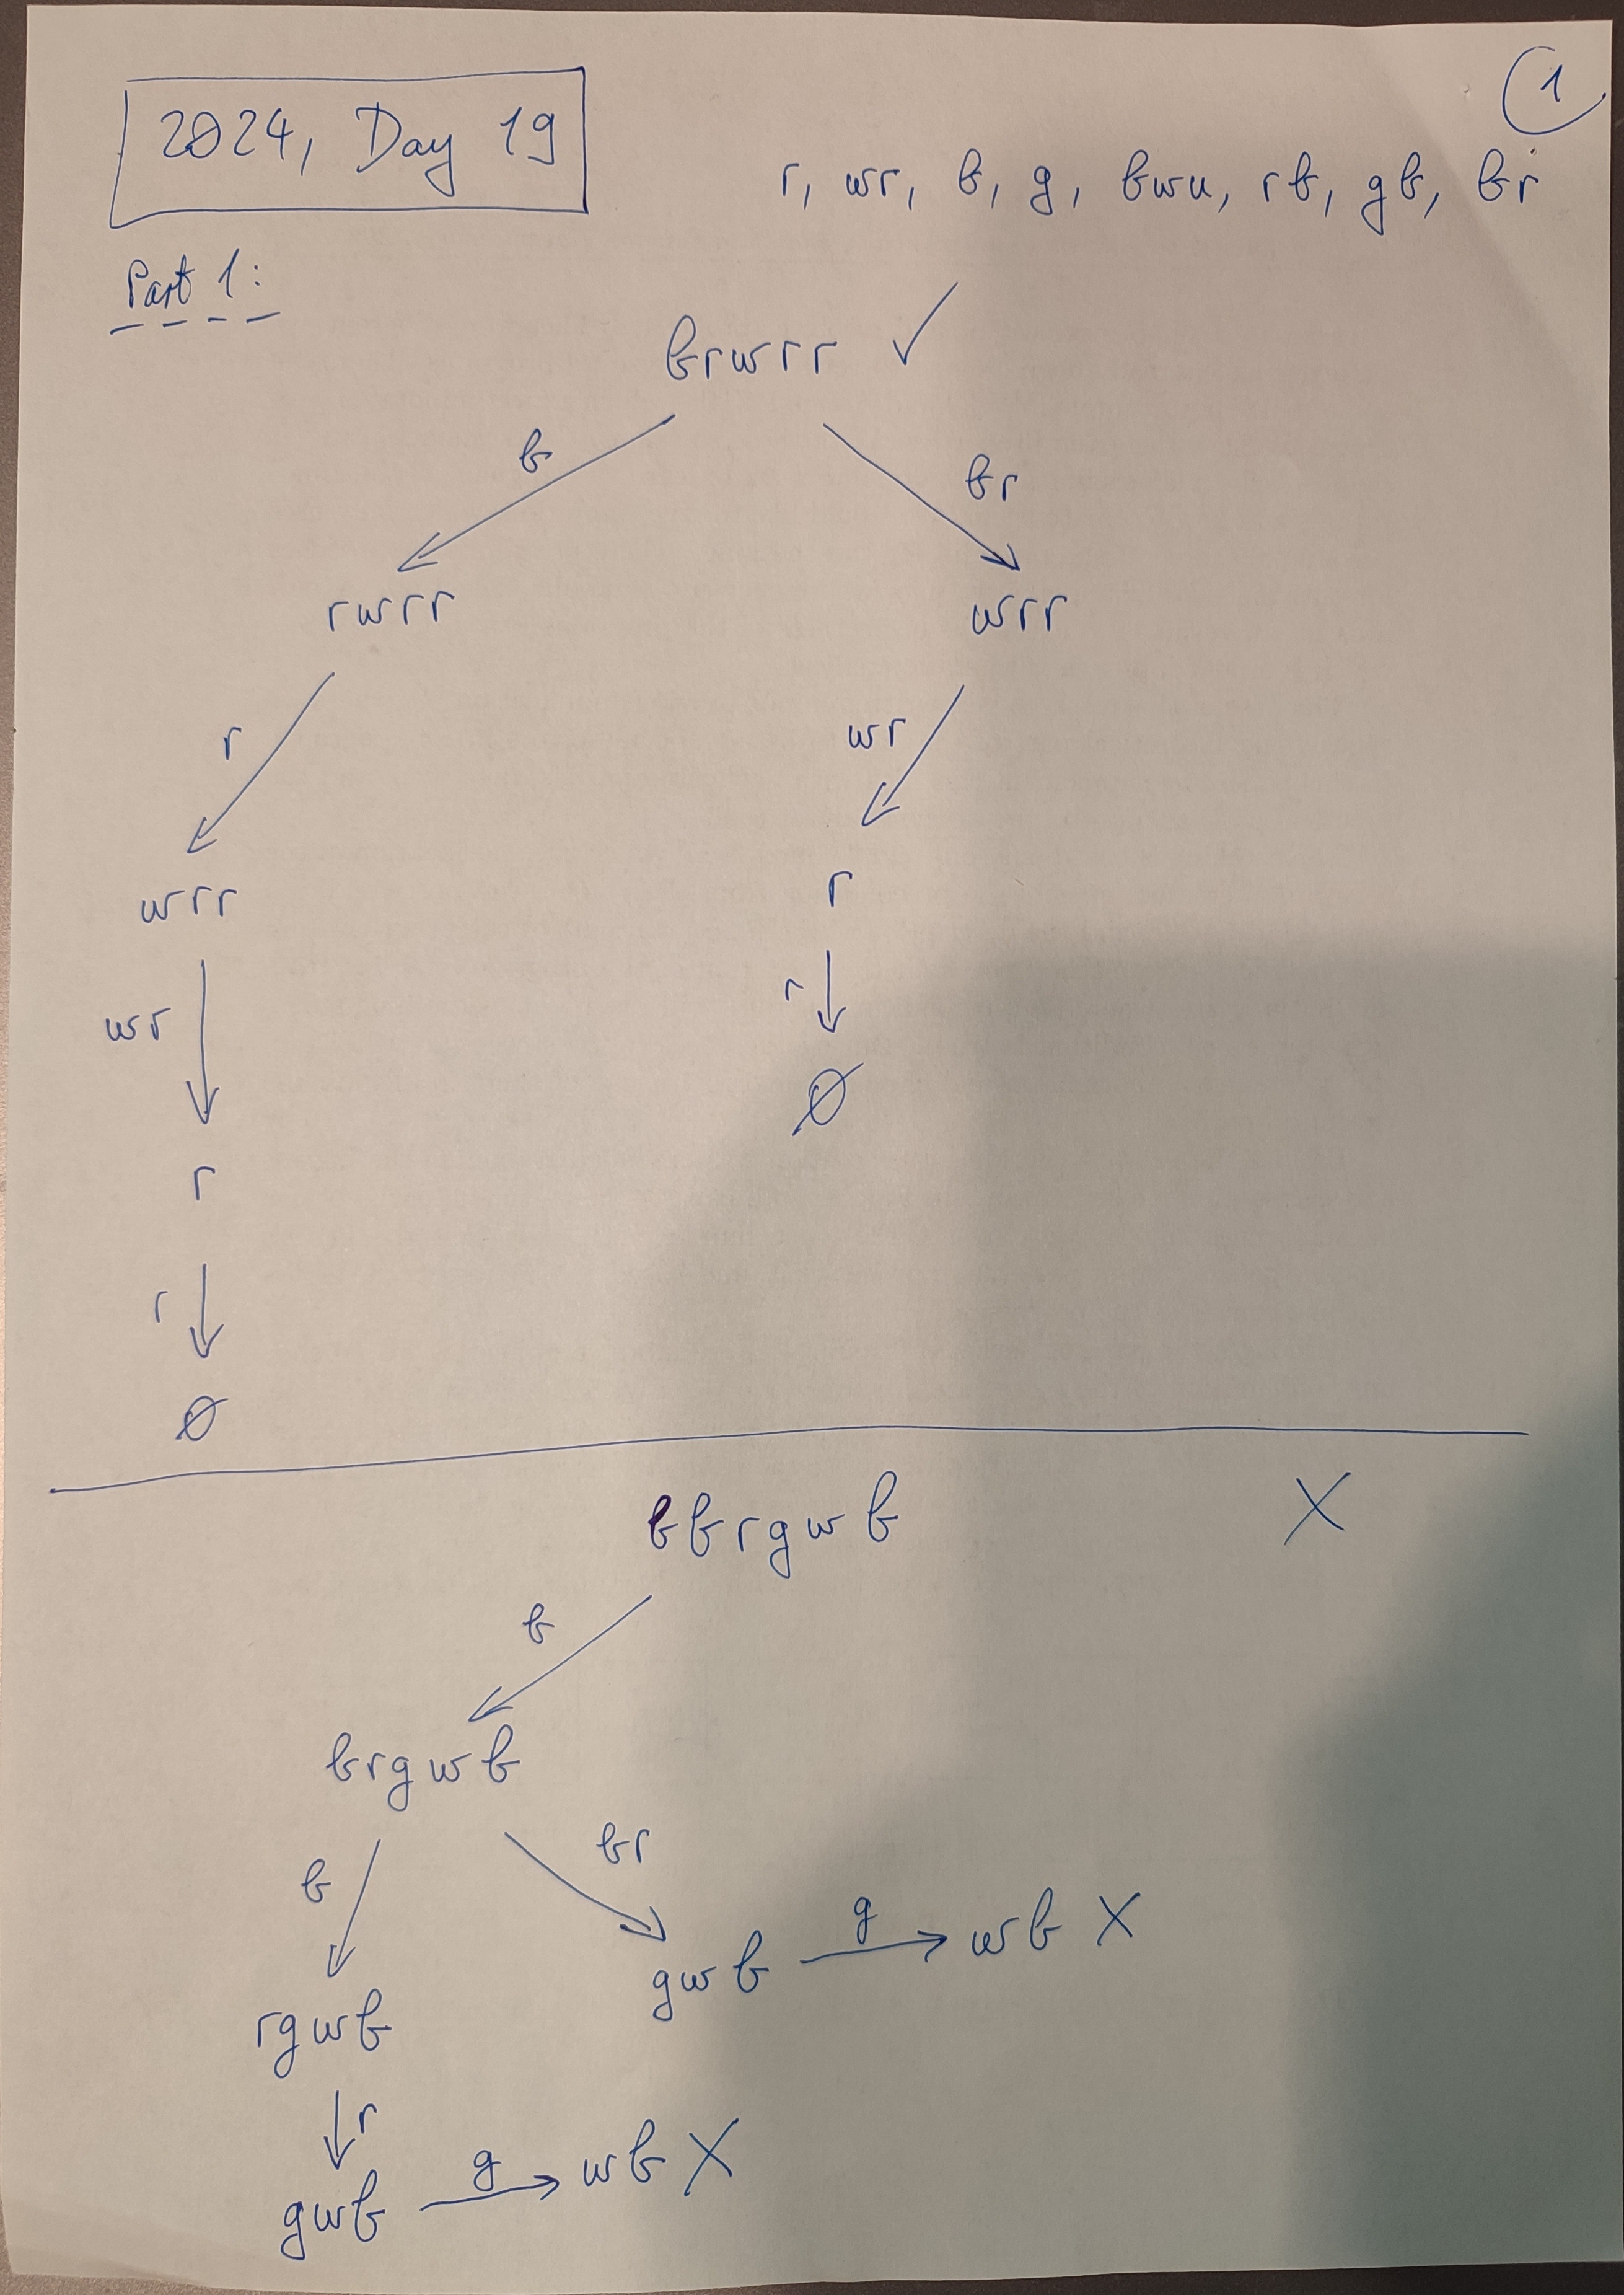 1
2024, Day 19
r, wr, b, g, bwu, rb, gb, br
Part 1:
brwrr ✓
b
br
rwrr
wrr
r
wr
wrr
r
wr
r
∅
r
r
∅
bbrgwb X
b
brgwb
b
br
g
gwb → wb X
rgwb
r
g
gwb → wb X